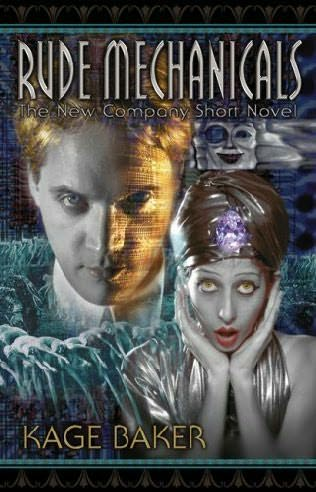 RUDE MECHANICALS
The New Company Short Novel
KAGE BAKER